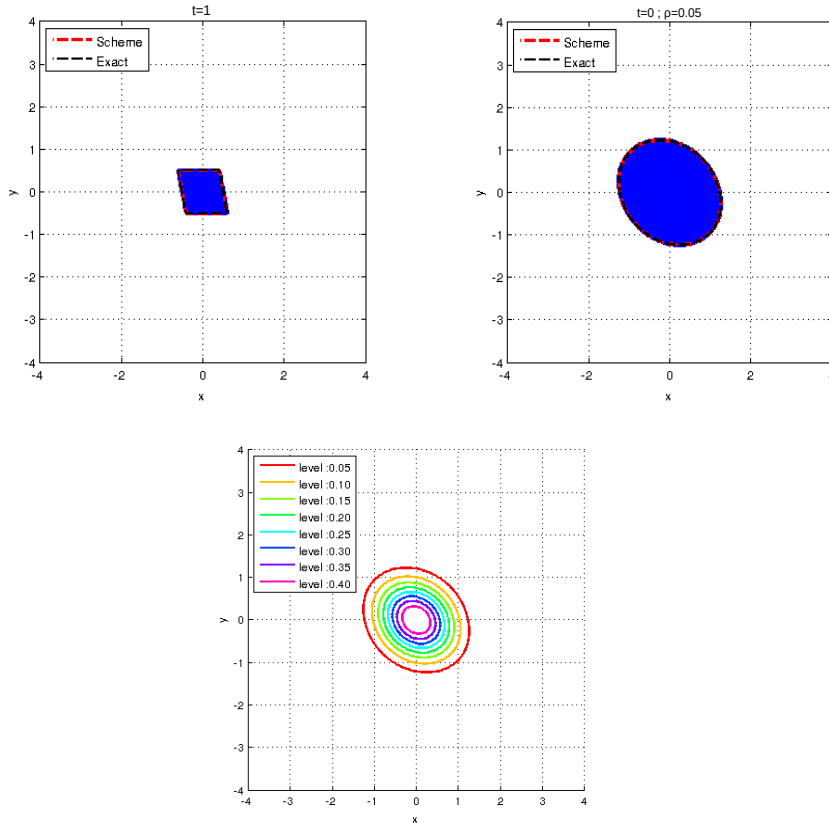 t=1
Scheme
Exact
4
3
2
1
0
-1
-2
-3
-4
-4
-2
0
2
4
x
y
t=0 ; ρ=0.05
Scheme
Exact
4
3
2
1
0
-1
-2
-3
-4
-4
-2
0
2
4
x
y
level :0.05
level :0.10
level :0.15
level :0.20
level :0.25
level :0.30
level :0.35
level :0.40
4
3
2
1
0
-1
-2
-3
-4
-4
-3
-2
-1
0
1
2
3
4
x
y